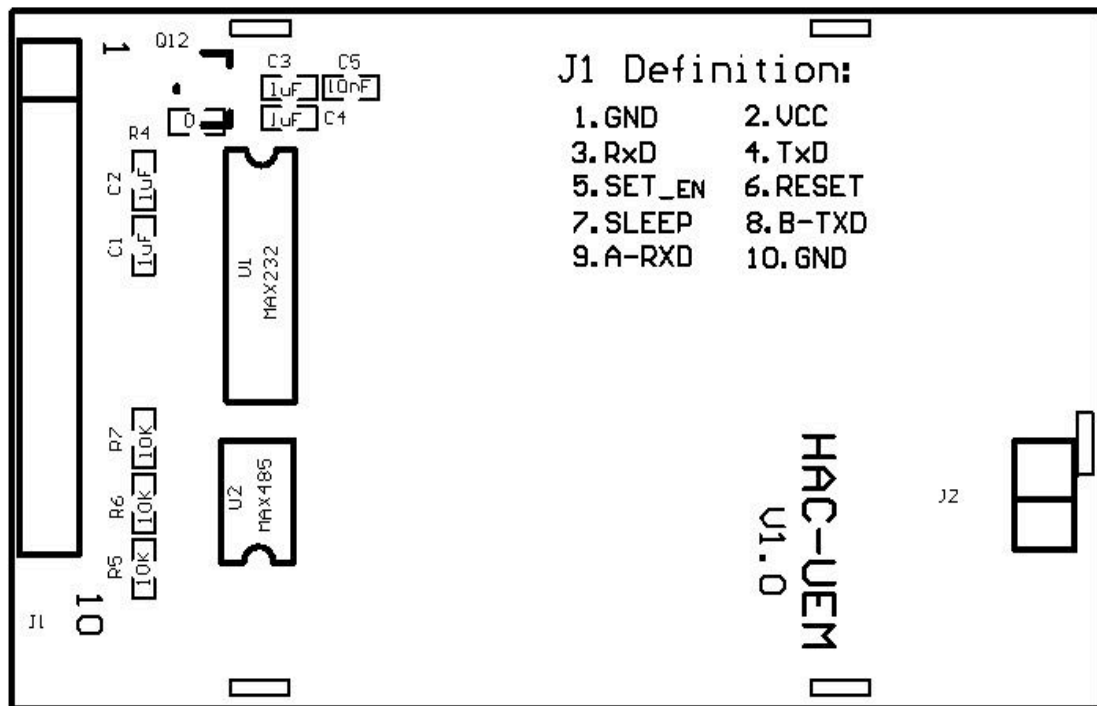 1
Q12
C3
C5
1uF
10nF
0
1uF
C4
R4
C2
1uF
C1
1uF
U1
MAX232
J1 Definition:
1.GND 2.VCC
3.RxD 4.TxD
5.SET_EN 6.RESET
7.SLEEP 8.B-TXD
9.A-RXD 10.GND
R7
10K
R6
10K
R5
10K
U2
MAX485
HAC-UEM
V1.0
J2
J1
10